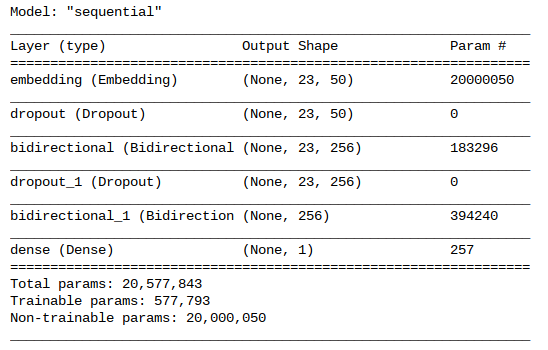 Model: "sequential"
Layer (type) Output Shape Param #
embedding (Embedding) (None, 23, 50) 20000050
dropout (Dropout) (None, 23, 50) 0
bidirectional (Bidirectional (None, 23, 256) 183296
dropout_1 (Dropout) (None, 23, 256) 0
bidirectional_1 (Bidirection (None, 256) 394240
dense (Dense) (None, 1) 257
Total params: 20,577,843
Trainable params: 577,793
Non-trainable params: 20,000,050